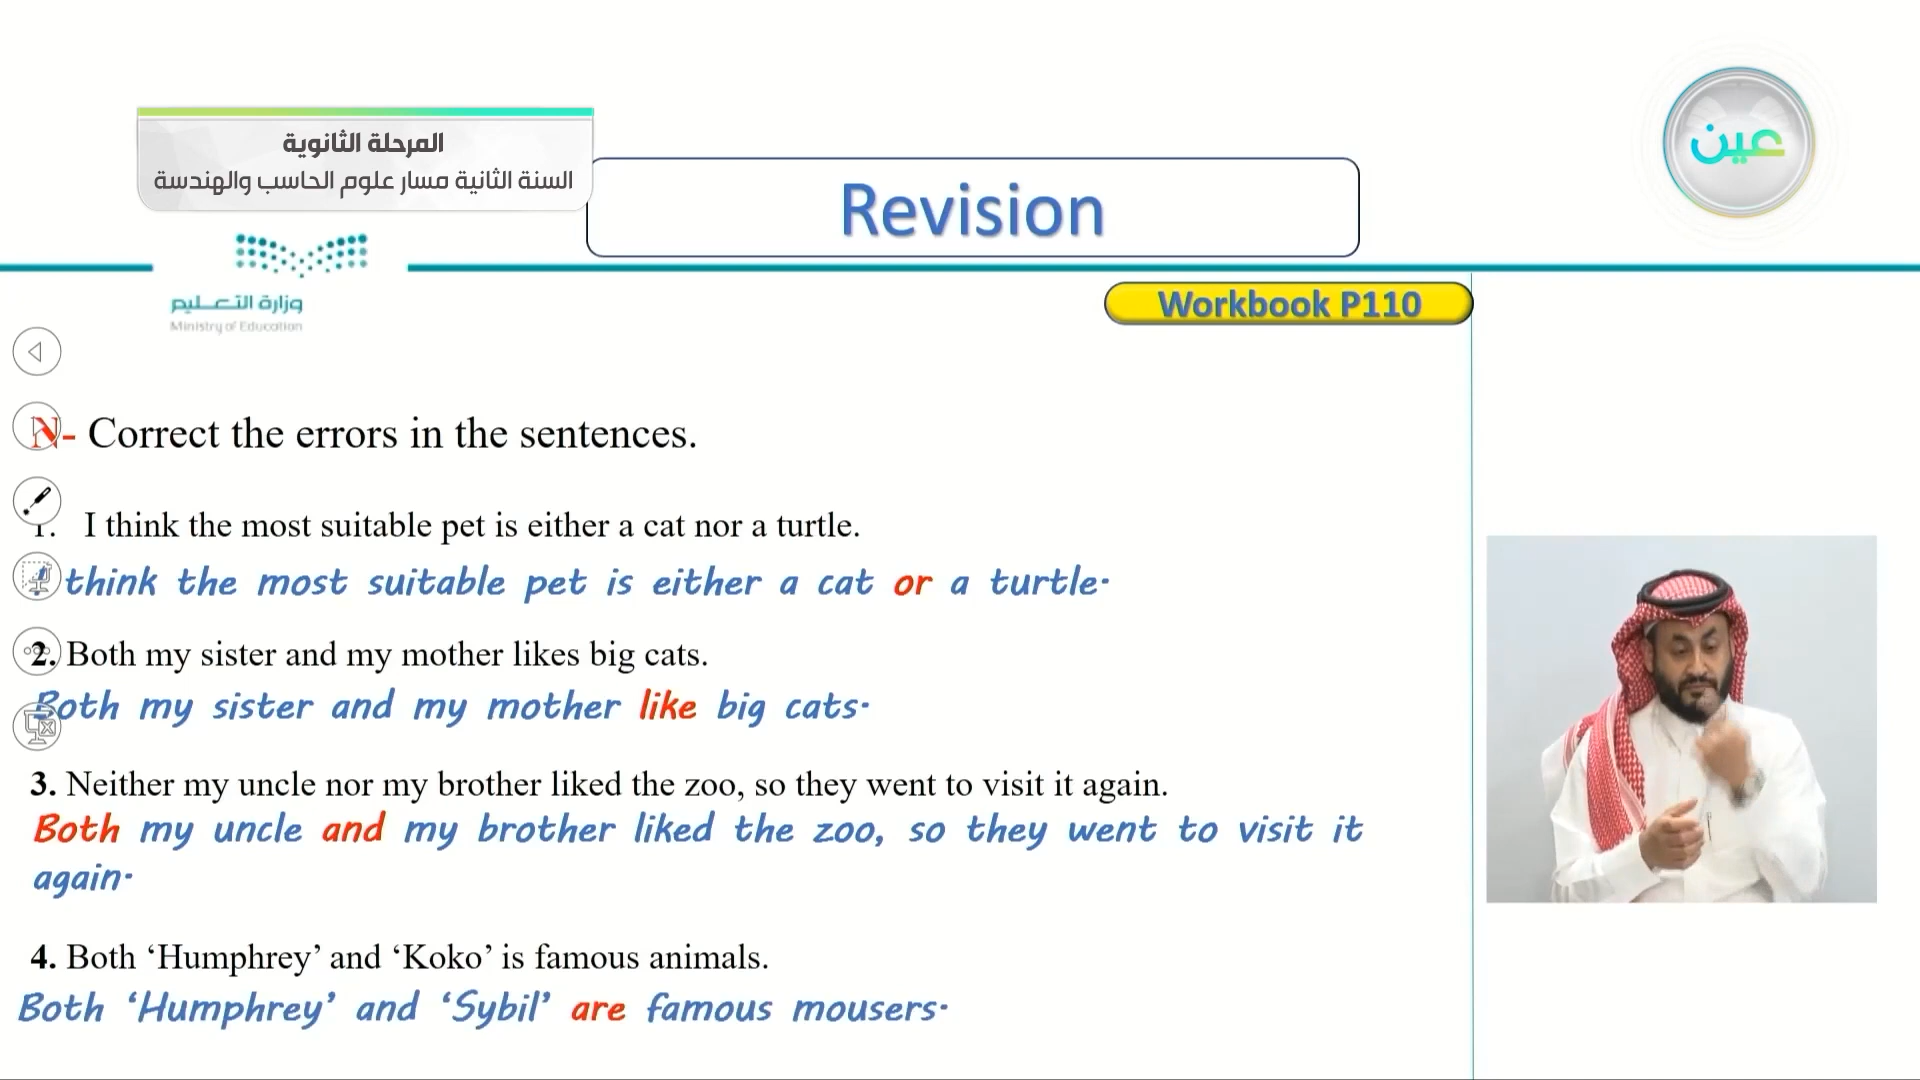 المرحلة الثانوية
السنة الثانية مسار علوم الحاسب والهندسة
عين
Revision
وزارة التعليم
Ministry of Education
Workbook P110
N- Correct the errors in the sentences.
1. I think the most suitable pet is either a cat nor a turtle.
think the most suitable pet is either a cat or a turtle.
2. Both my sister and my mother likes big cats.
Both my sister and my mother like big cats.
3. Neither my uncle nor my brother liked the zoo, so they went to visit it again.
Both my uncle and my brother liked the zoo, so they went to visit it
again.
4. Both ‘Humphrey’ and ‘Koko’ is famous animals.
Both ‘Humphrey’ and ‘Sybil’ are famous mousers.